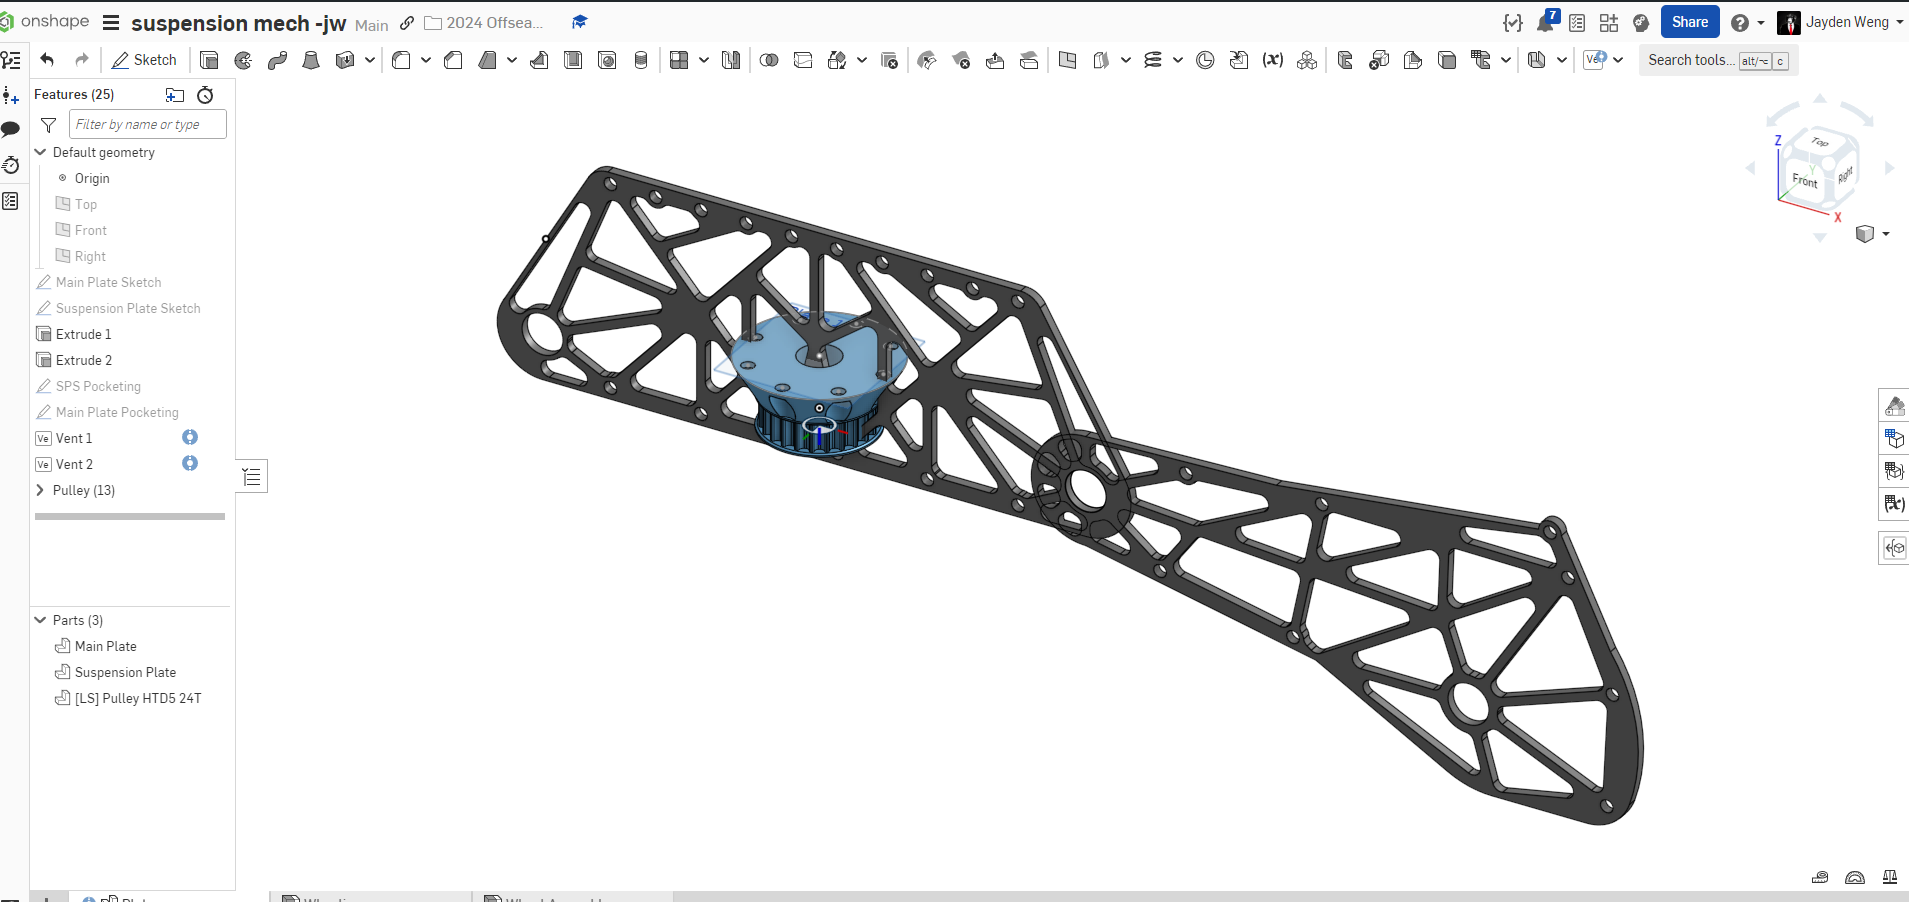 onshape
suspension mech -jw Main 2024 Offsea...
7
Share
Jayden Weng
Sketch
Search tools... alt/⌥ c
Features (25)
Filter by name or type
Default geometry
Origin
Top
Front
Right
Main Plate Sketch
Suspension Plate Sketch
Extrude 1
Extrude 2
SPS Pocketing
Main Plate Pocketing
Ve Vent 1
Ve Vent 2
Pulley (13)
Parts (3)
Main Plate
Suspension Plate
[LS] Pulley HTD5 24T
Z
Top
Y
Front
Right
X